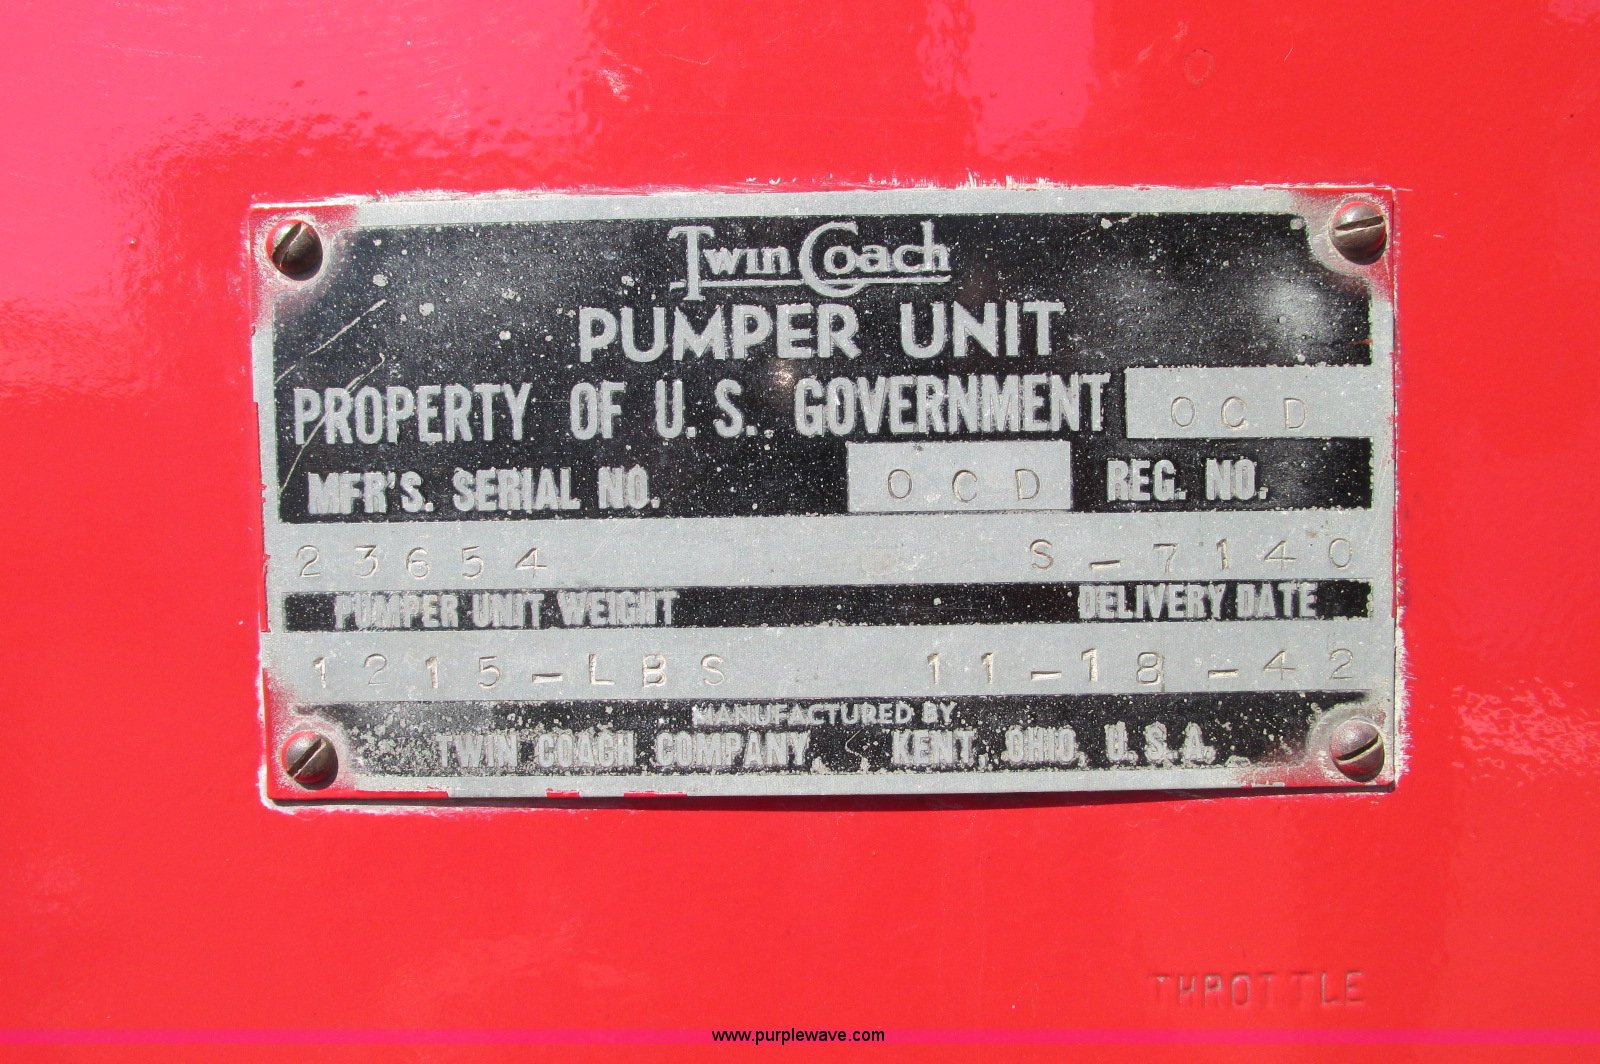 Twin Coach
PUMPER UNIT
PROPERTY OF U. S. GOVERNMENT OCD
MFR'S. SERIAL NO. OCD REG. NO.
23654 S-7140
PUMPER UNIT WEIGHT DELIVERY DATE
1215-LBS 11-18-42
MANUFACTURED BY
TWIN COACH COMPANY KENT, OHIO, U.S.A.
THROTTLE
www.purplewave.com